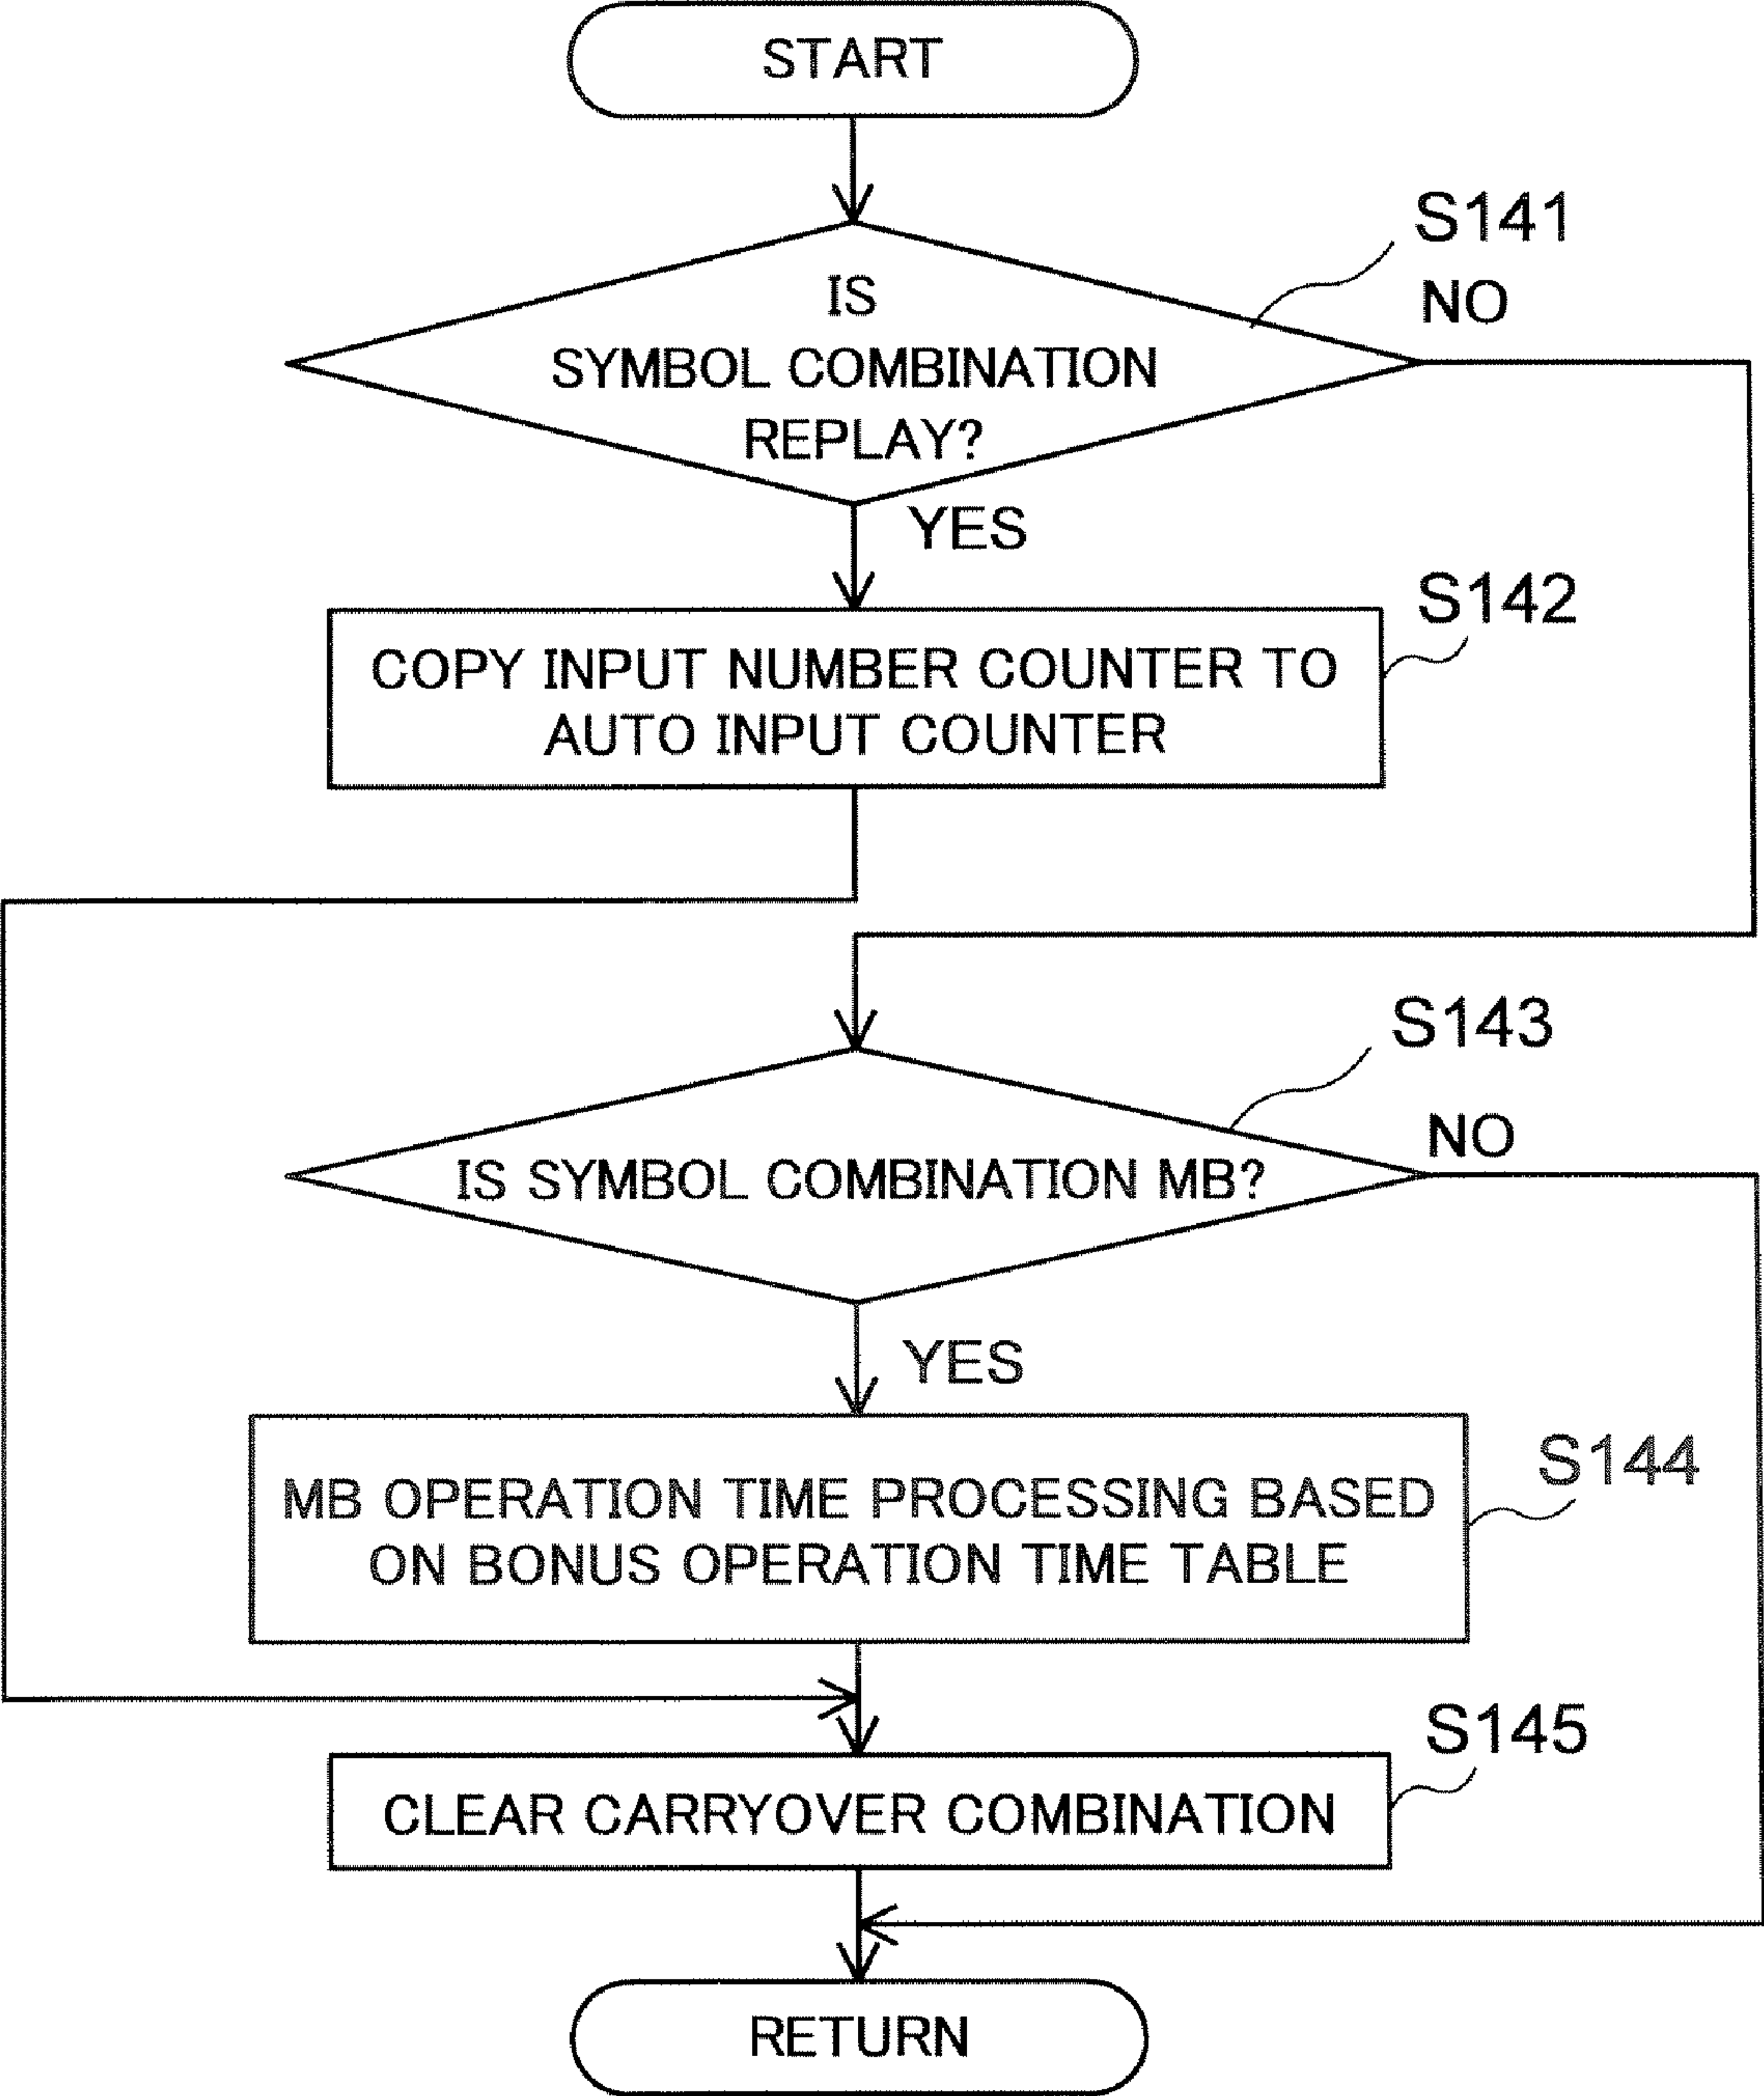 START
S141
NO
IS
SYMBOL COMBINATION
REPLAY?
YES
S142
COPY INPUT NUMBER COUNTER TO
AUTO INPUT COUNTER
S143
NO
IS SYMBOL COMBINATION MB?
YES
S144
MB OPERATION TIME PROCESSING BASED
ON BONUS OPERATION TIME TABLE
S145
CLEAR CARRYOVER COMBINATION
RETURN